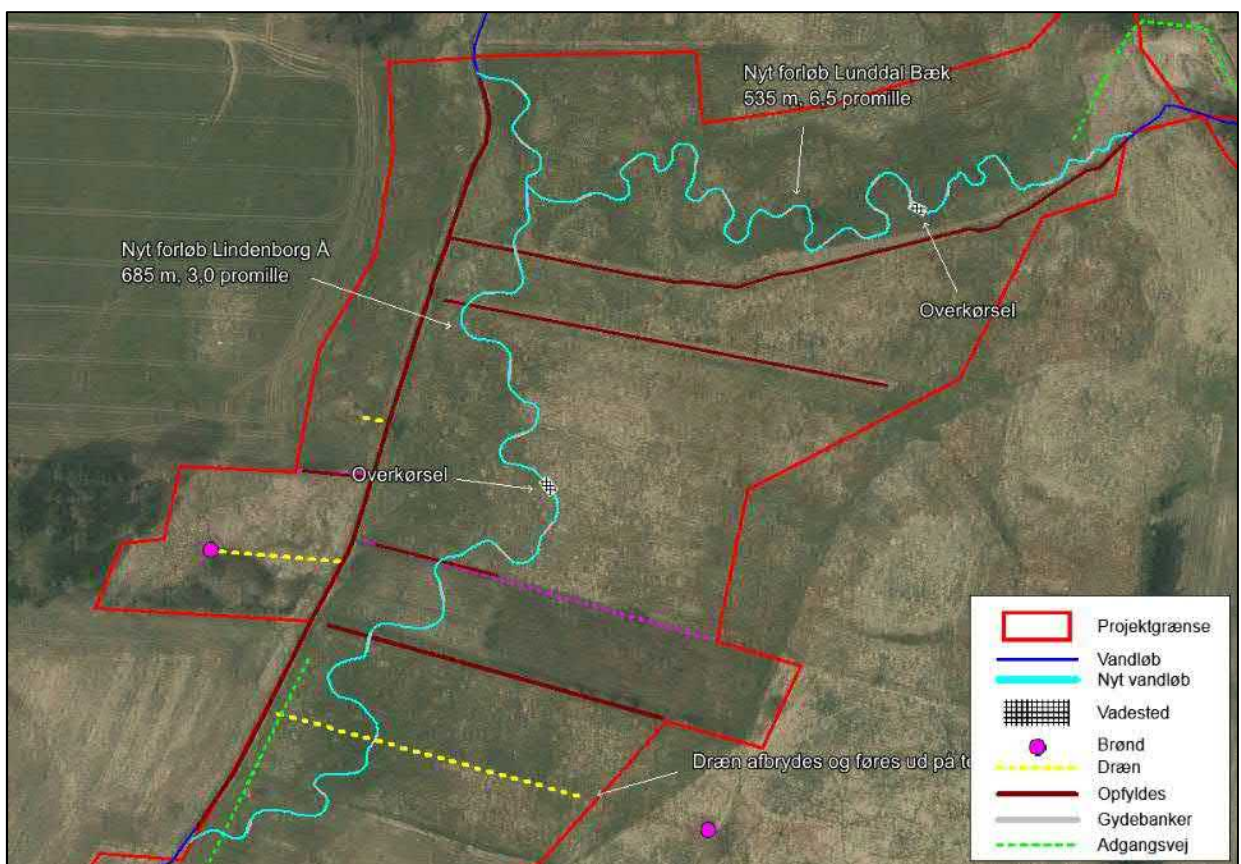 Nyt forløb Lunddal Bæk
535 m, 6,5 promille
Nyt forløb Lindenborg Å
685 m, 3,0 promille
Overkørsel
Overkørsel
Dræn afbrydes og føres ud på te
Projektgrænse
Vandløb
Nyt vandløb
Vadested
Brønd
Dræn
Opfyldes
Gydebanker
Adgangsvej